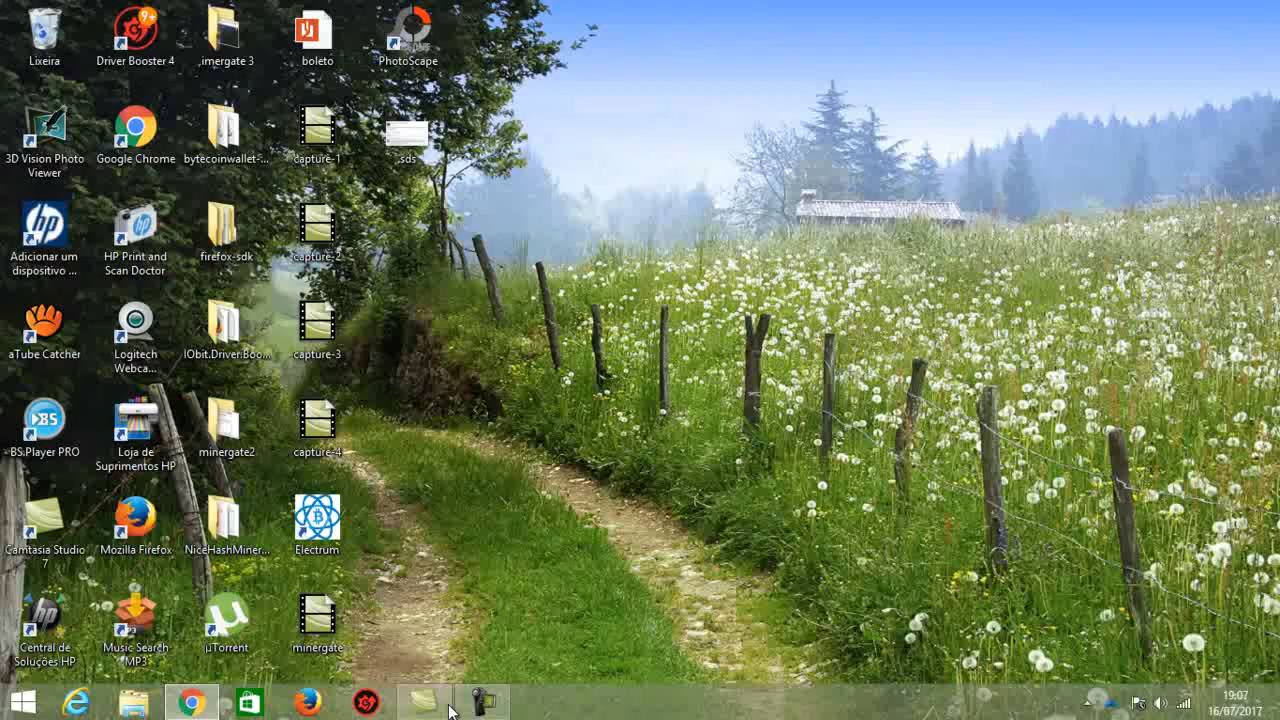 Lixeira
Driver Booster 4
.imergate 3
boleto
PhotoScape
3D Vision Photo
Viewer
Google Chrome
bytecoinwallet-...
capture-1
.sds
Adicionar um
dispositivo ...
HP Print and
Scan Doctor
firefox-sdk
capture-2
aTube Catcher
Logitech
Webca...
IObit.Driver.Boo...
capture-3
BS.Player PRO
Loja de
Suprimentos HP
minergate2
capture-4
Camtasia Studio
7
Mozilla Firefox
NiceHashMiner...
Electrum
Central de
Soluções HP
Music Search
MP3
µTorrent
minergate
19:07
16/07/2017